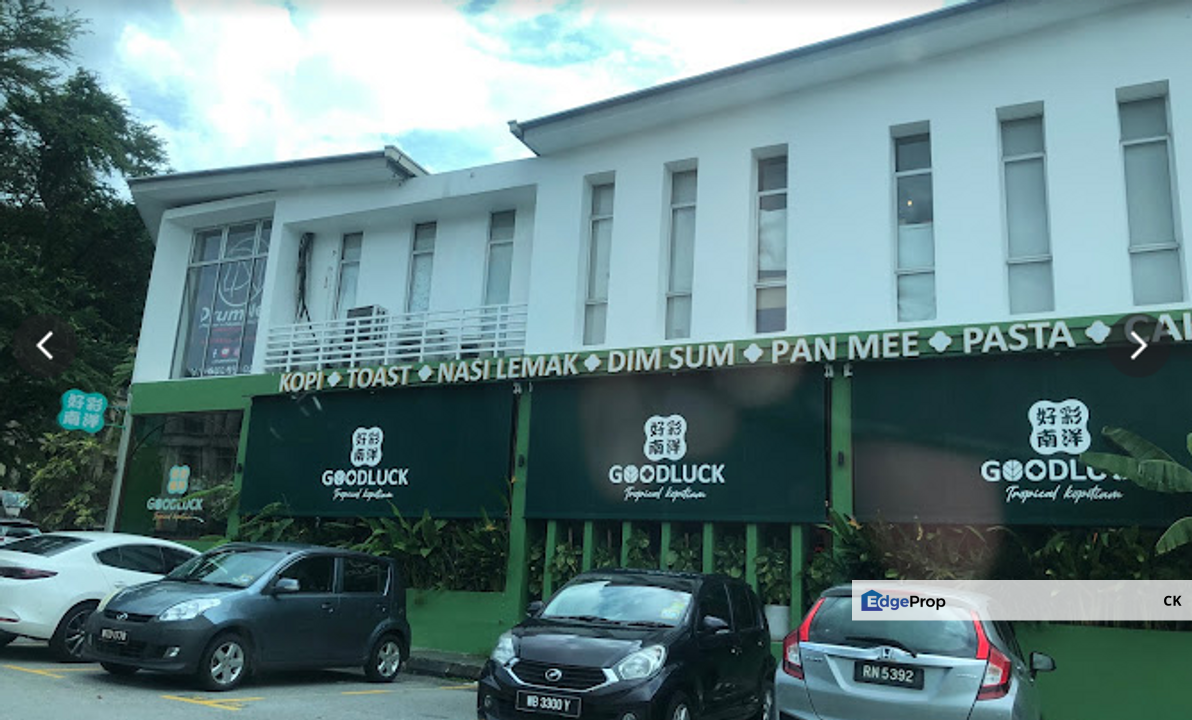 KOPI TOAST NASI LEMAK DIM SUM PAN MEE PASTA
好彩
南洋
好彩
南洋
GOODLUCK
Tropical kopitiam
好彩
南洋
GOODLUCK
Tropical kopitiam
好彩
南洋
GOODLUCK
Tropical kopitiam
GOODLUCK
WB 3300 Y
RN 5392
EdgeProp
CK